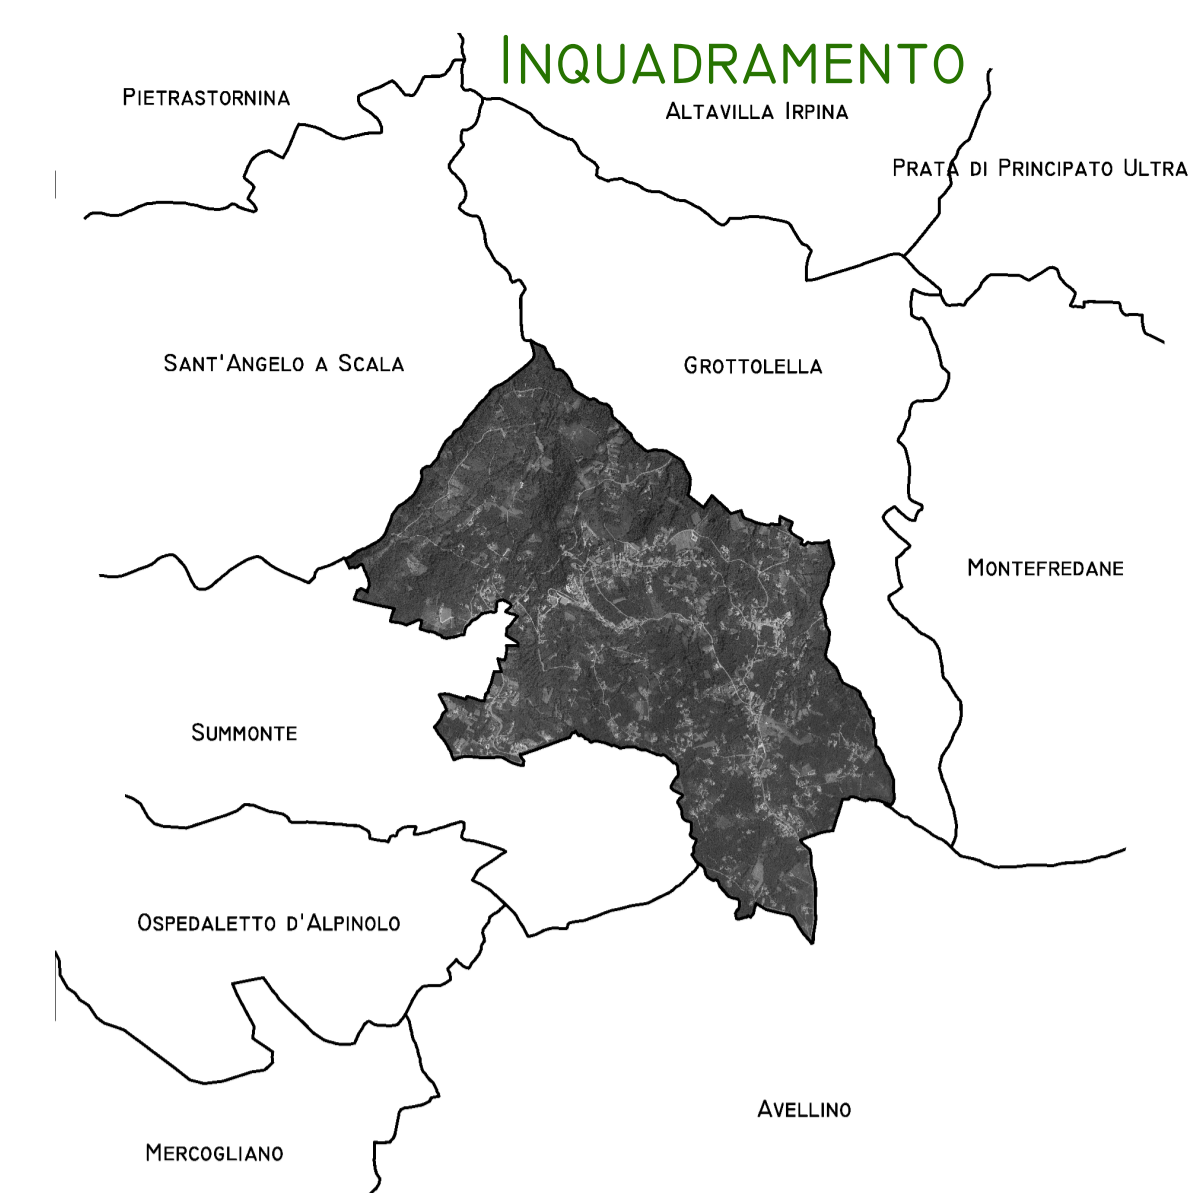 INQUADRAMENTO
PIETRASTORNINA
ALTAVILLA IRPINA
PRATA DI PRINCIPATO ULTRA
SANT'ANGELO A SCALA
GROTTOLELLA
MONTEFREDANE
SUMMONTE
OSPEDALETTO D'ALPINOLO
AVELLINO
MERCOGLIANO